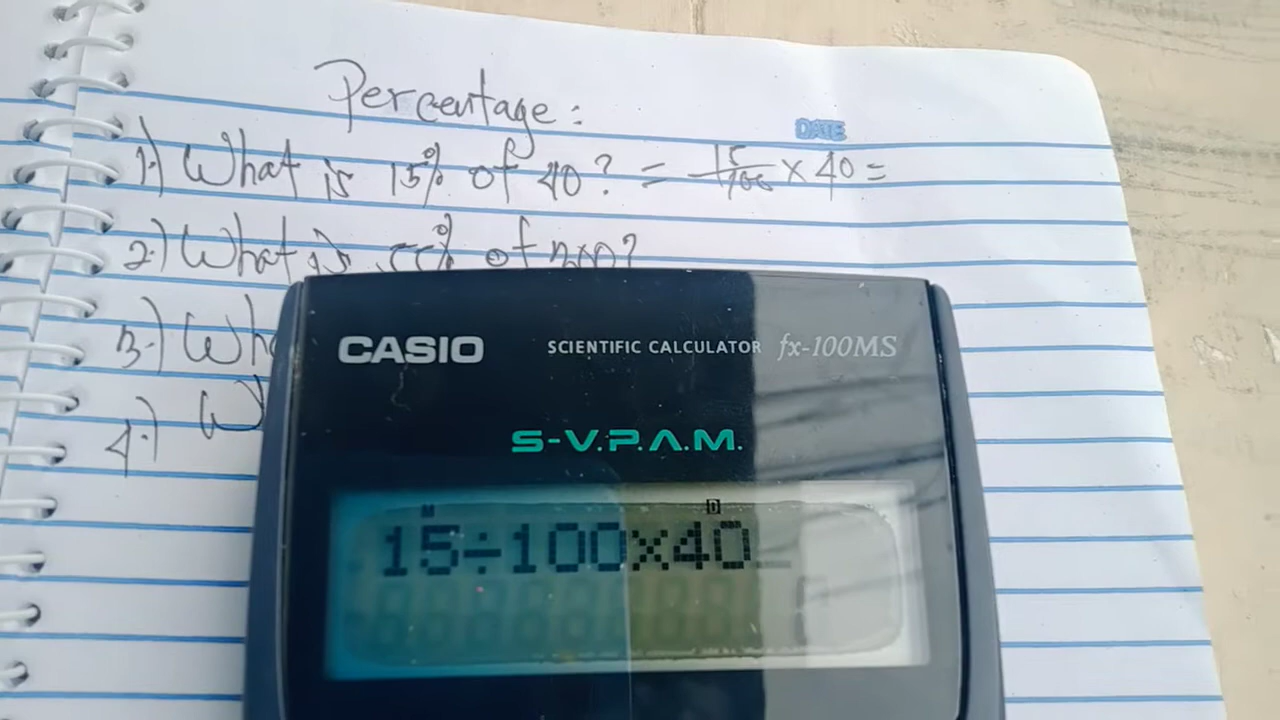 Percentage:
DATE
1.) What is 15% of 40? = 15/100 × 40 =
2.) What is of
3.) Wh
4.) W
CASIO SCIENTIFIC CALCULATOR fx-100MS
S-V.P.A.M.
D
15÷100×40